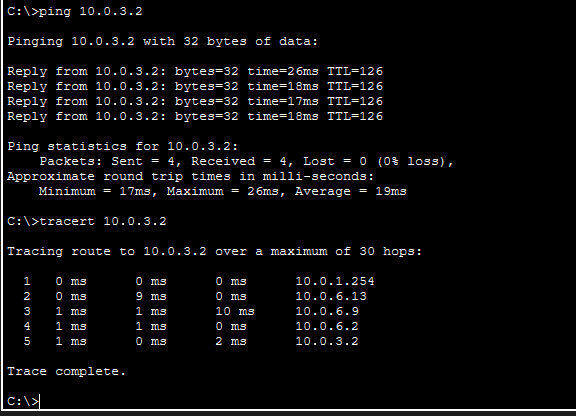 C:\>ping 10.0.3.2
Pinging 10.0.3.2 with 32 bytes of data:
Reply from 10.0.3.2: bytes=32 time=26ms TTL=126
Reply from 10.0.3.2: bytes=32 time=18ms TTL=126
Reply from 10.0.3.2: bytes=32 time=17ms TTL=126
Reply from 10.0.3.2: bytes=32 time=18ms TTL=126
Ping statistics for 10.0.3.2:
    Packets: Sent = 4, Received = 4, Lost = 0 (0% loss),
Approximate round trip times in milli-seconds:
    Minimum = 17ms, Maximum = 26ms, Average = 19ms
C:\>tracert 10.0.3.2
Tracing route to 10.0.3.2 over a maximum of 30 hops:
  1   0 ms      0 ms      0 ms      10.0.1.254
  2   0 ms      9 ms      0 ms      10.0.6.13
  3   1 ms      1 ms      10 ms     10.0.6.9
  4   1 ms      1 ms      0 ms      10.0.6.2
  5   1 ms      0 ms      2 ms      10.0.3.2
Trace complete.
C:\>